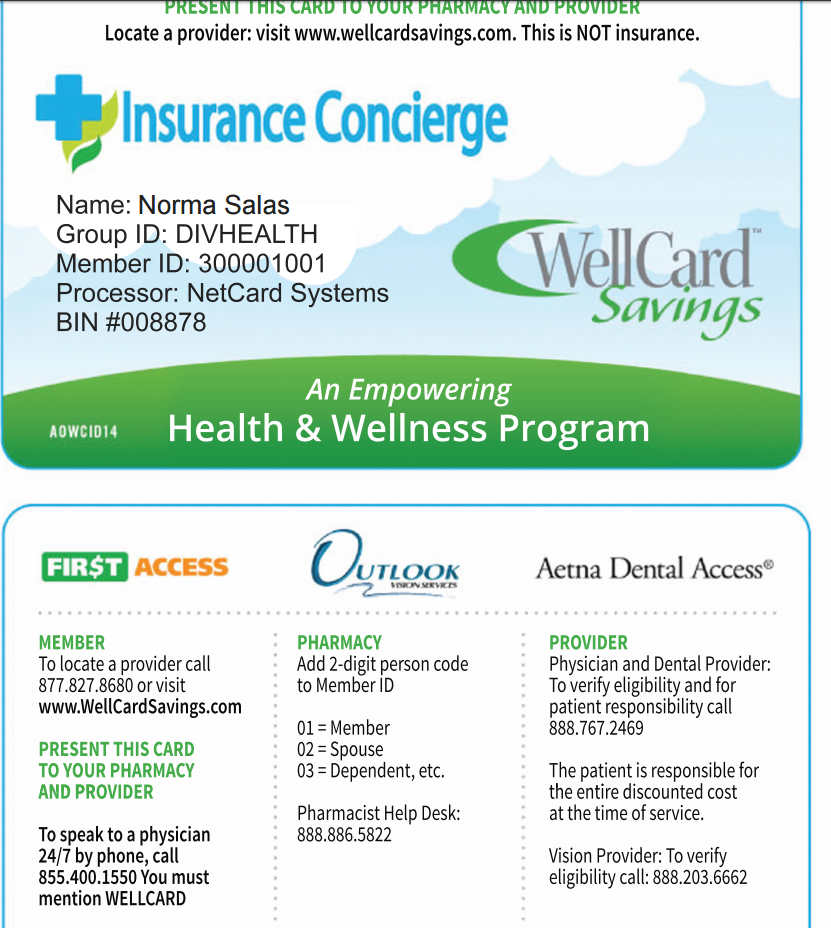 PRESENT THIS CARD TO YOUR PHARMACY AND PROVIDER
Locate a provider: visit www.wellcardsavings.com. This is NOT insurance.
Insurance Concierge
Name: Norma Salas
Group ID: DIVHEALTH
Member ID: 300001001
Processor: NetCard Systems
BIN #008878
WellCard™
Savings
An Empowering
Health & Wellness Program
A0WCID14
FIR$T ACCESS
OUTLOOK
VISION SERVICES
Aetna Dental Access®
MEMBER
To locate a provider call
877.827.8680 or visit
www.WellCardSavings.com
PRESENT THIS CARD
TO YOUR PHARMACY
AND PROVIDER
To speak to a physician
24/7 by phone, call
855.400.1550 You must
mention WELLCARD
PHARMACY
Add 2-digit person code
to Member ID
01 = Member
02 = Spouse
03 = Dependent, etc.
Pharmacist Help Desk:
888.886.5822
PROVIDER
Physician and Dental Provider:
To verify eligibility and for
patient responsibility call
888.767.2469
The patient is responsible for
the entire discounted cost
at the time of service.
Vision Provider: To verify
eligibility call: 888.203.6662